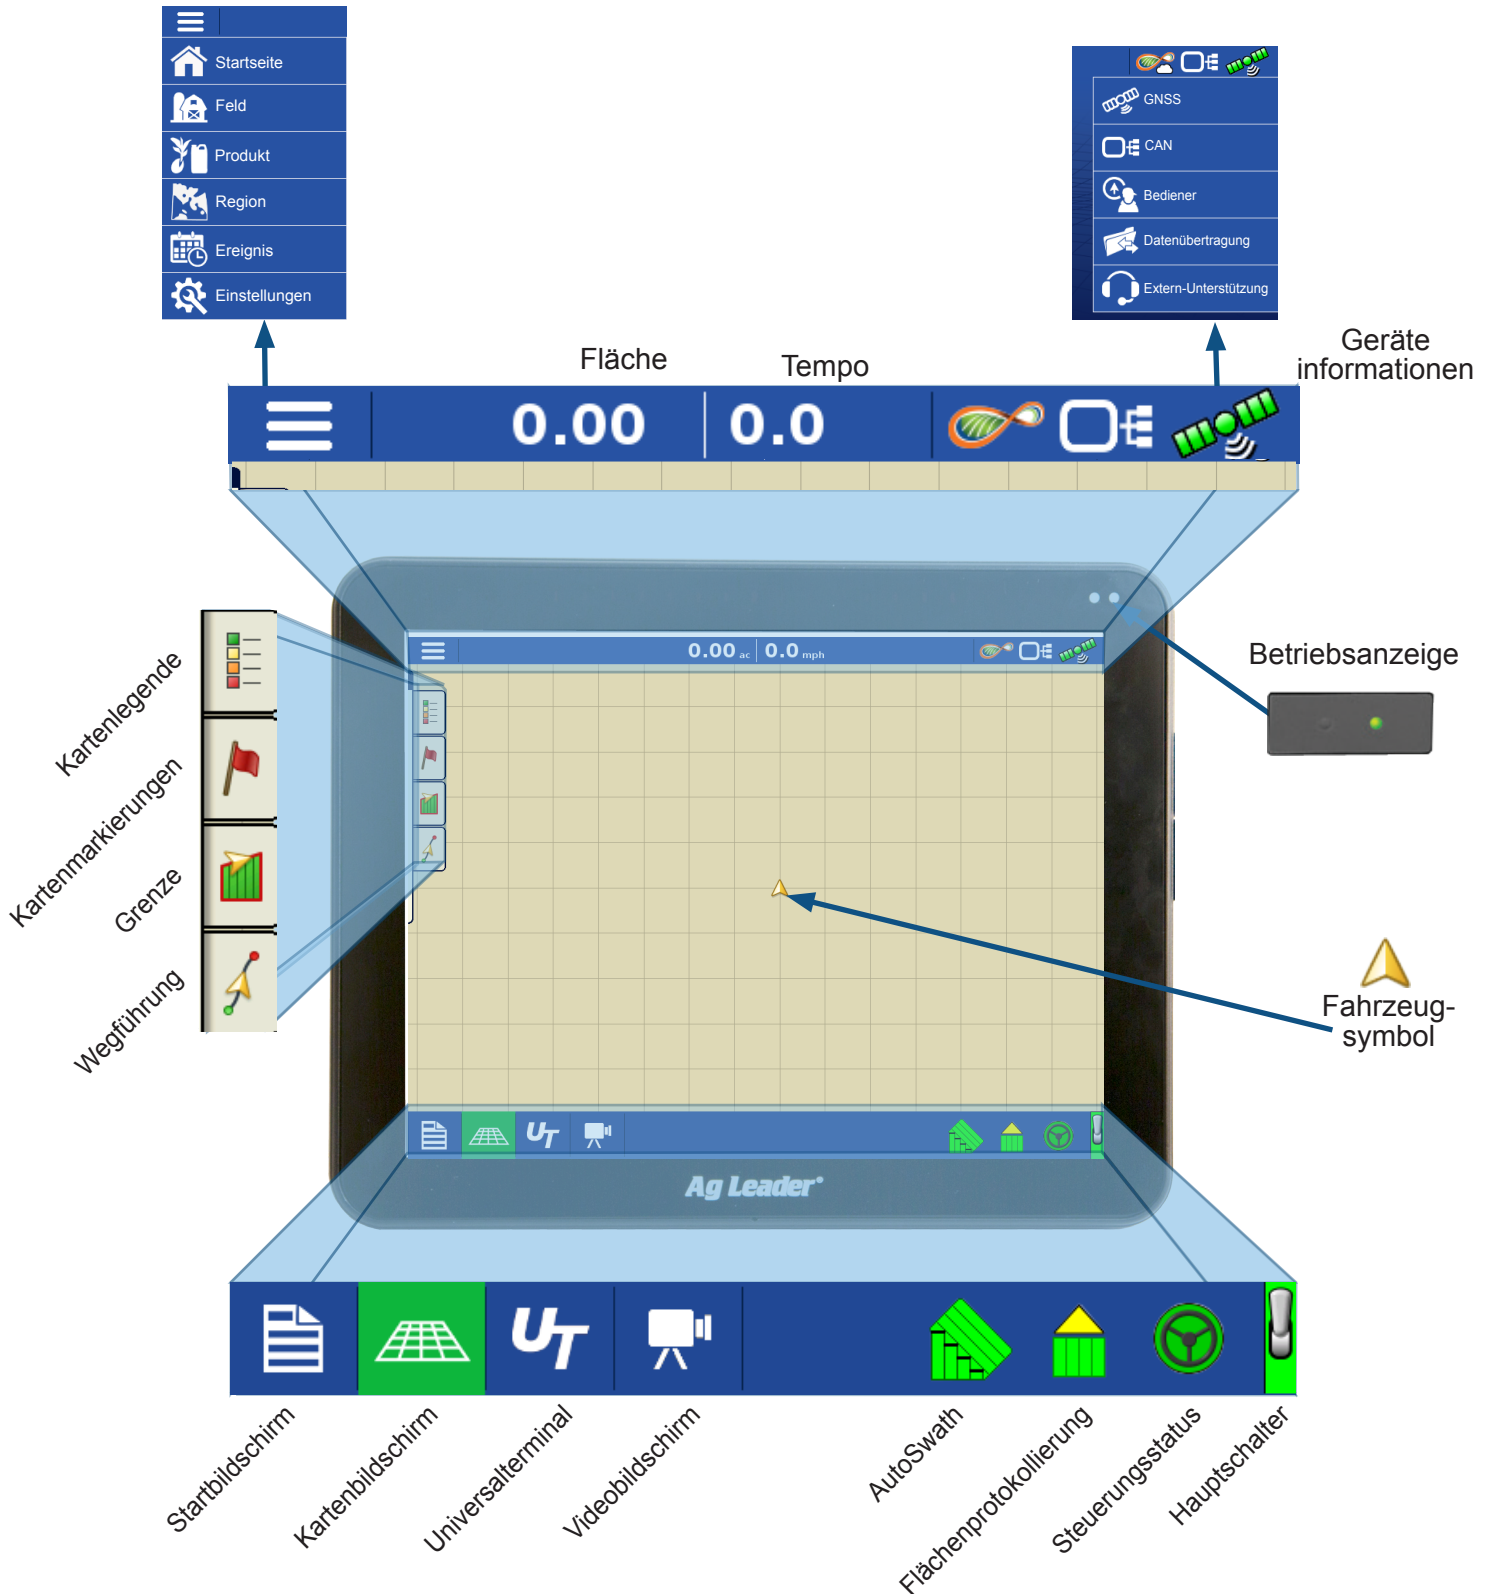 Startseite
Feld
Produkt
Region
Ereignis
Einstellungen
GNSS
CAN
Bediener
Datenübertragung
Extern-Unterstützung
Fläche
Tempo
Geräte
informationen
0.00
0.0
0.00 ac
0.0 mph
Kartenlegende
Kartenmarkierungen
Grenze
Wegführung
Betriebsanzeige
Fahrzeug-
symbol
UT
Ag Leader®
UT
Startbildschirm
Kartenbildschirm
Universalterminal
Videobildschirm
AutoSwath
Flächenprotokollierung
Steuerungsstatus
Hauptschalter